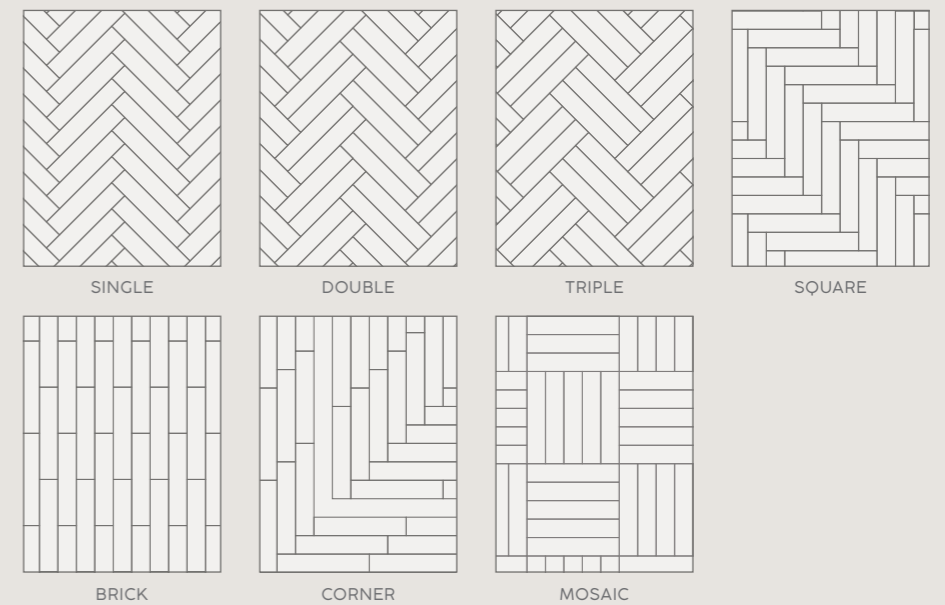 SINGLE
DOUBLE
TRIPLE
SQUARE
BRICK
CORNER
MOSAIC